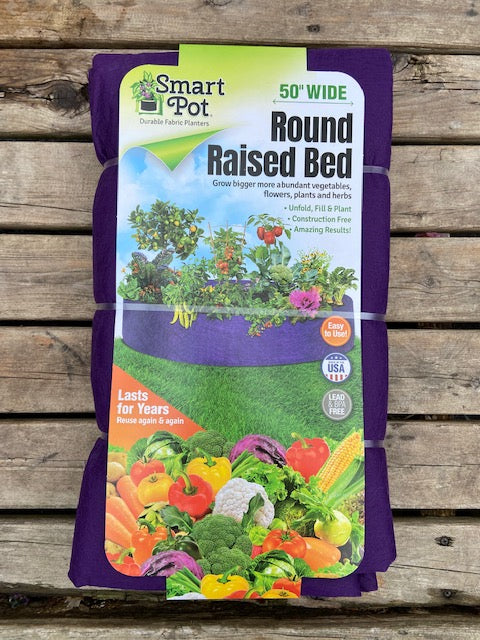 Smart
Pot
Durable Fabric Planters
50" WIDE
Round
Raised Bed
Grow bigger more abundant vegetables,
flowers, plants and herbs
• Unfold, Fill & Plant
• Construction Free
• Amazing Results!
Easy
to Use!
USA
LEAD
& BPA
FREE
Lasts
for Years
Reuse again & again